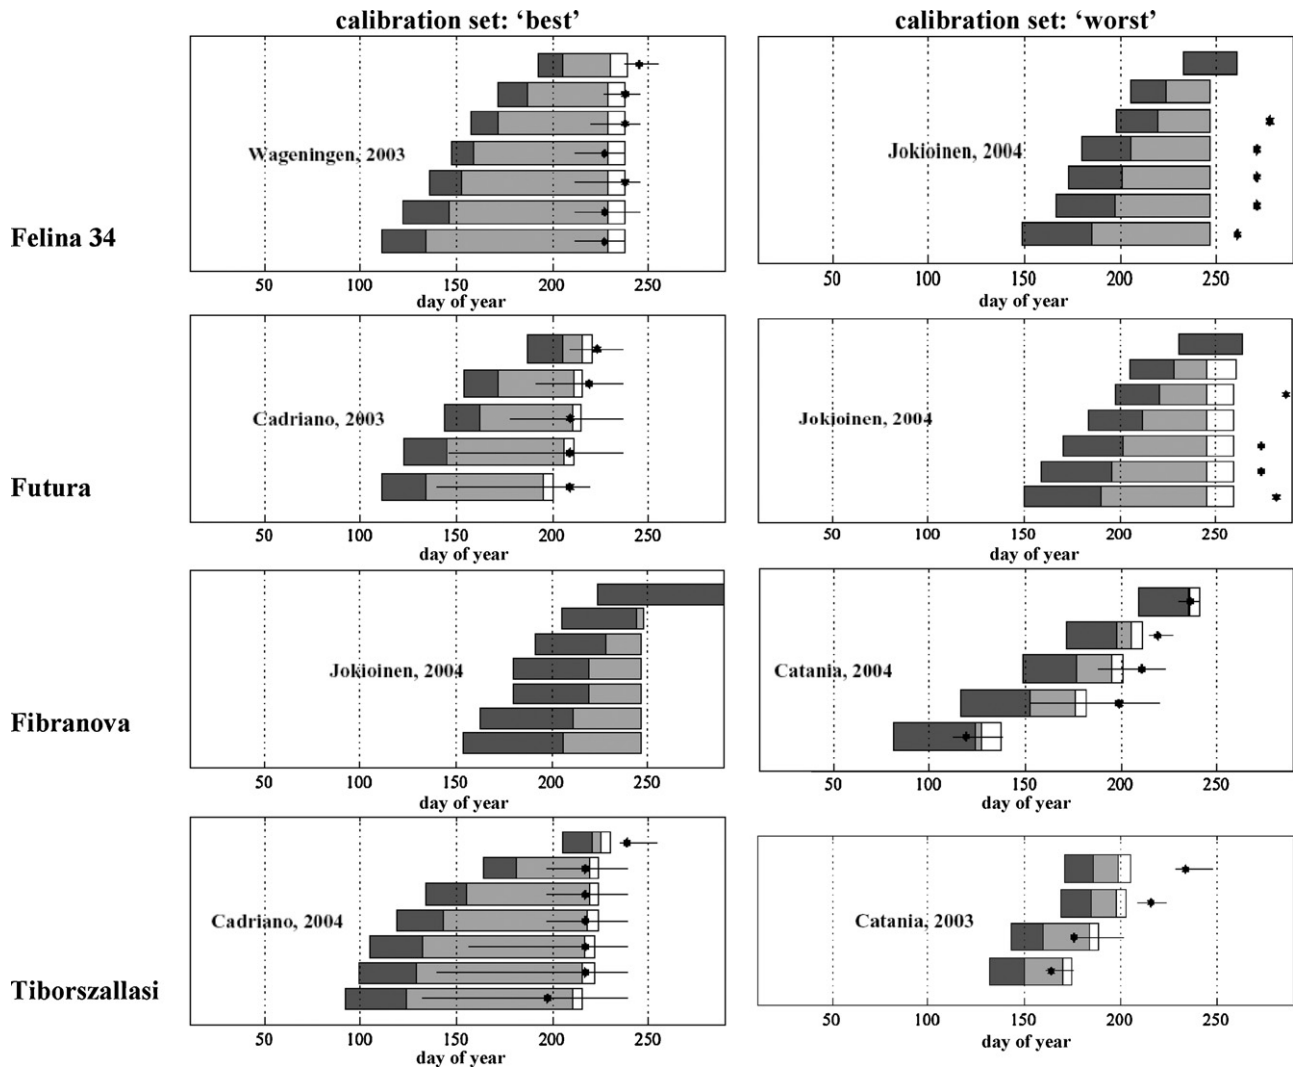 calibration set: ‘best’
calibration set: ‘worst’
Felina 34
Wageningen, 2003
50 100 150 200 250
day of year
Jokioinen, 2004
50 100 150 200 250
day of year
Futura
Cadriano, 2003
50 100 150 200 250
day of year
Jokioinen, 2004
50 100 150 200 250
day of year
Fibranova
Jokioinen, 2004
50 100 150 200 250
day of year
Catania, 2004
50 100 150 200 250
day of year
Tiborszallasi
Cadriano, 2004
50 100 150 200 250
day of year
Catania, 2003
50 100 150 200 250
day of year